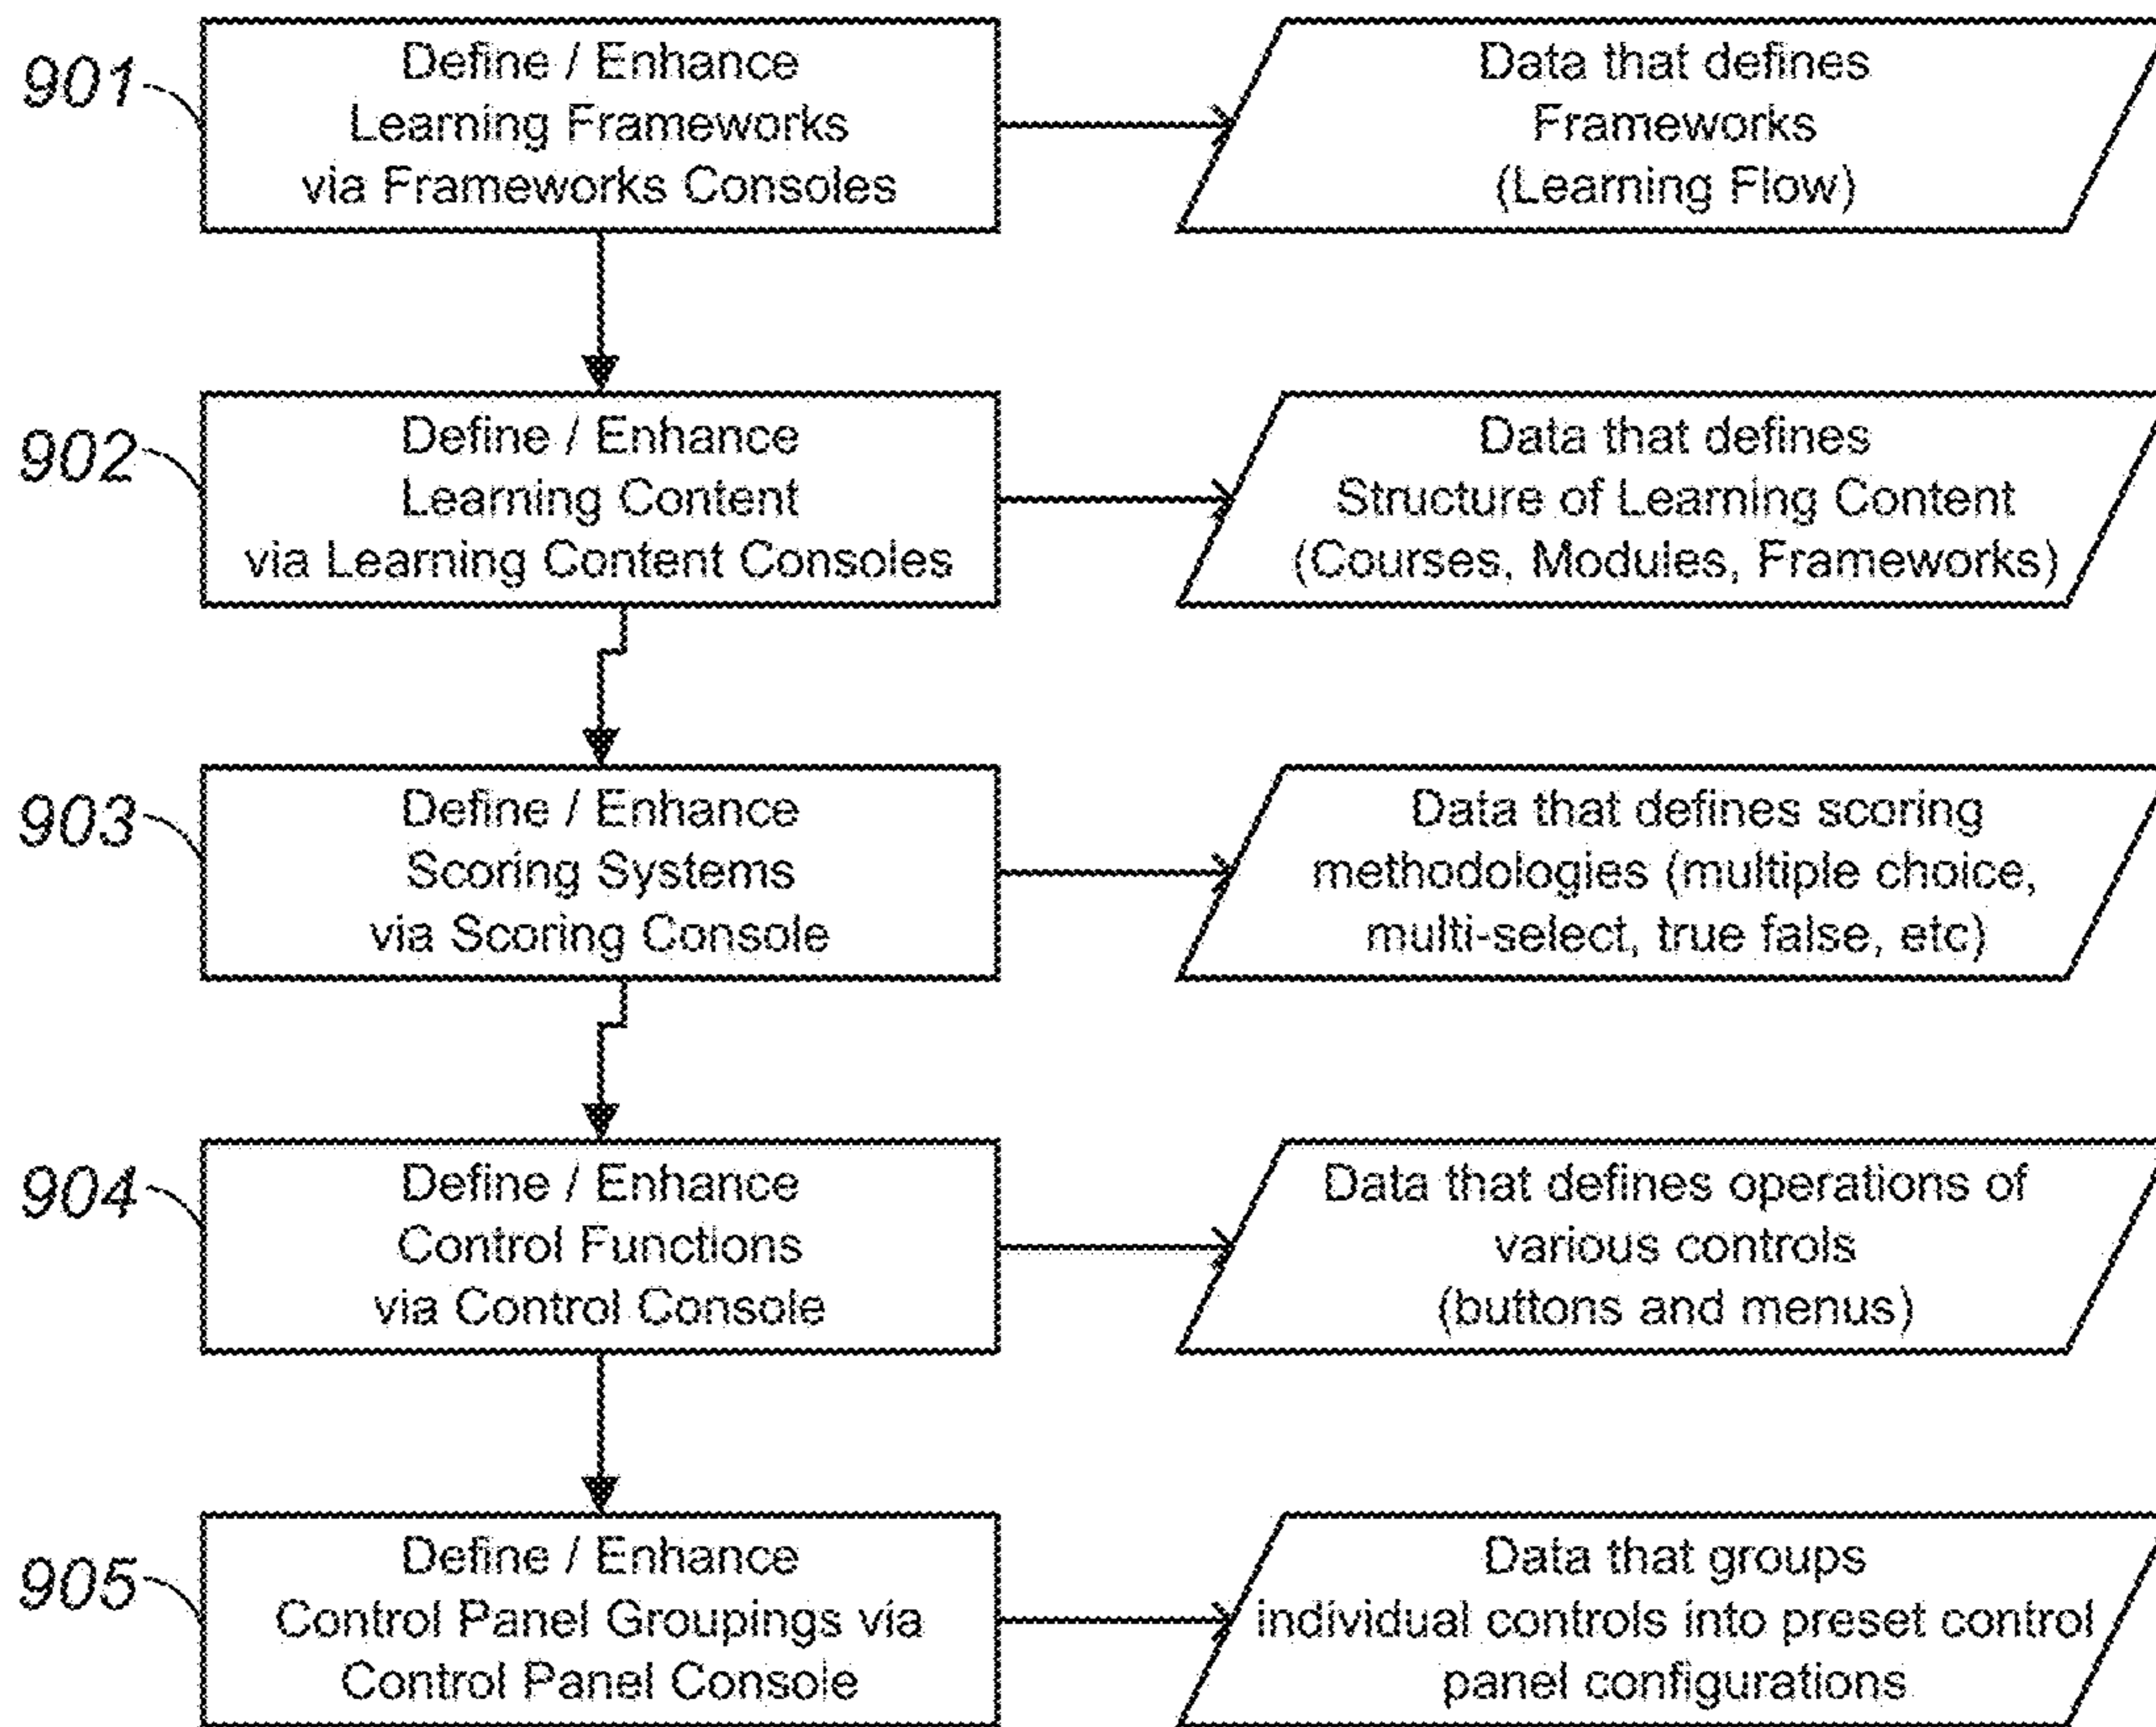 901
Define / Enhance
Learning Frameworks
via Frameworks Consoles
Data that defines
Frameworks
(Learning Flow)
902
Define / Enhance
Learning Content
via Learning Content Consoles
Data that defines
Structure of Learning Content
(Courses, Modules, Frameworks)
903
Define / Enhance
Scoring Systems
via Scoring Console
Data that defines scoring
methodologies (multiple choice,
multi-select, true false, etc)
904
Define / Enhance
Control Functions
via Control Console
Data that defines operations of
various controls
(buttons and menus)
905
Define / Enhance
Control Panel Groupings via
Control Panel Console
Data that groups
individual controls into preset control
panel configurations